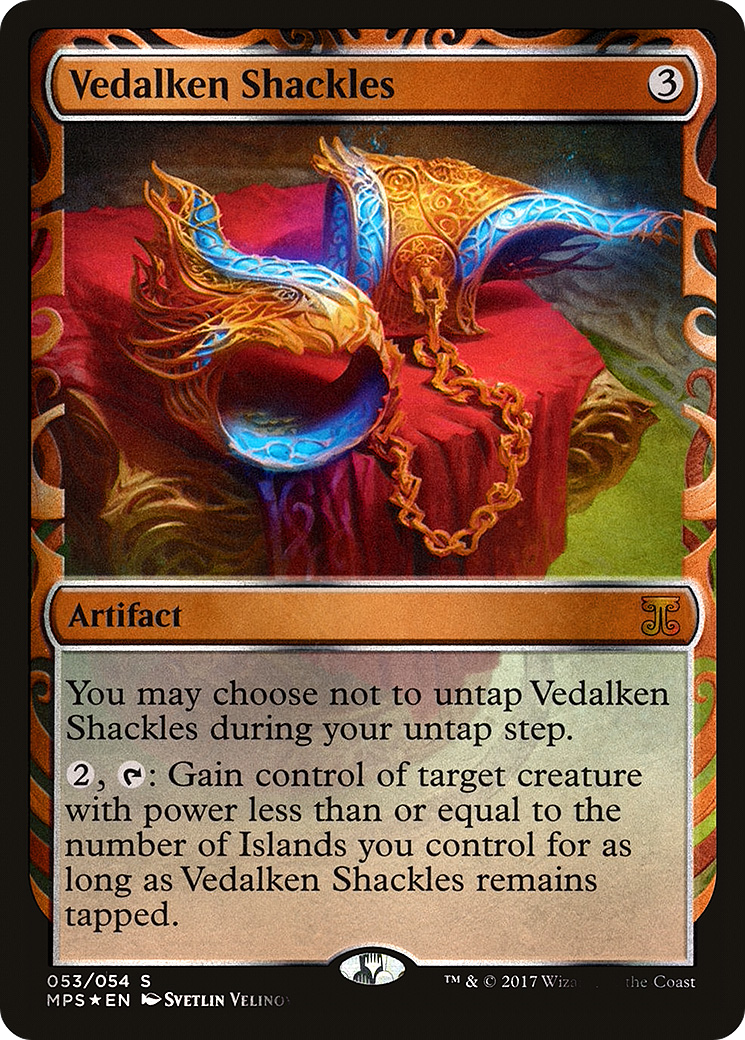 Vedalken Shackles 3
Artifact
You may choose not to untap Vedalken
Shackles during your untap step.
2, : Gain control of target creature
with power less than or equal to the
number of Islands you control for as
long as Vedalken Shackles remains
tapped.
053/054 S
MPS★EN Svetlin
™ & © 2017 the Coast